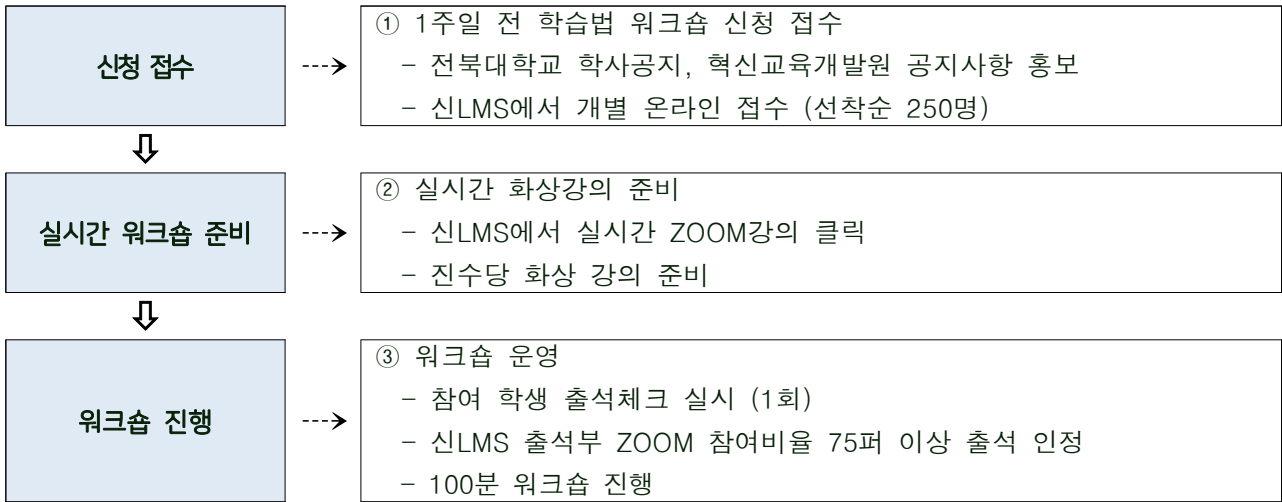 신청 접수
① 1주일 전 학습법 워크숍 신청 접수
- 전북대학교 학사공지, 혁신교육개발원 공지사항 홍보
- 신LMS에서 개별 온라인 접수 (선착순 250명)
실시간 워크숍 준비
② 실시간 화상강의 준비
- 신LMS에서 실시간 ZOOM강의 클릭
- 진수당 화상 강의 준비
워크숍 진행
③ 워크숍 운영
- 참여 학생 출석체크 실시 (1회)
- 신LMS 출석부 ZOOM 참여비율 75퍼 이상 출석 인정
- 100분 워크숍 진행